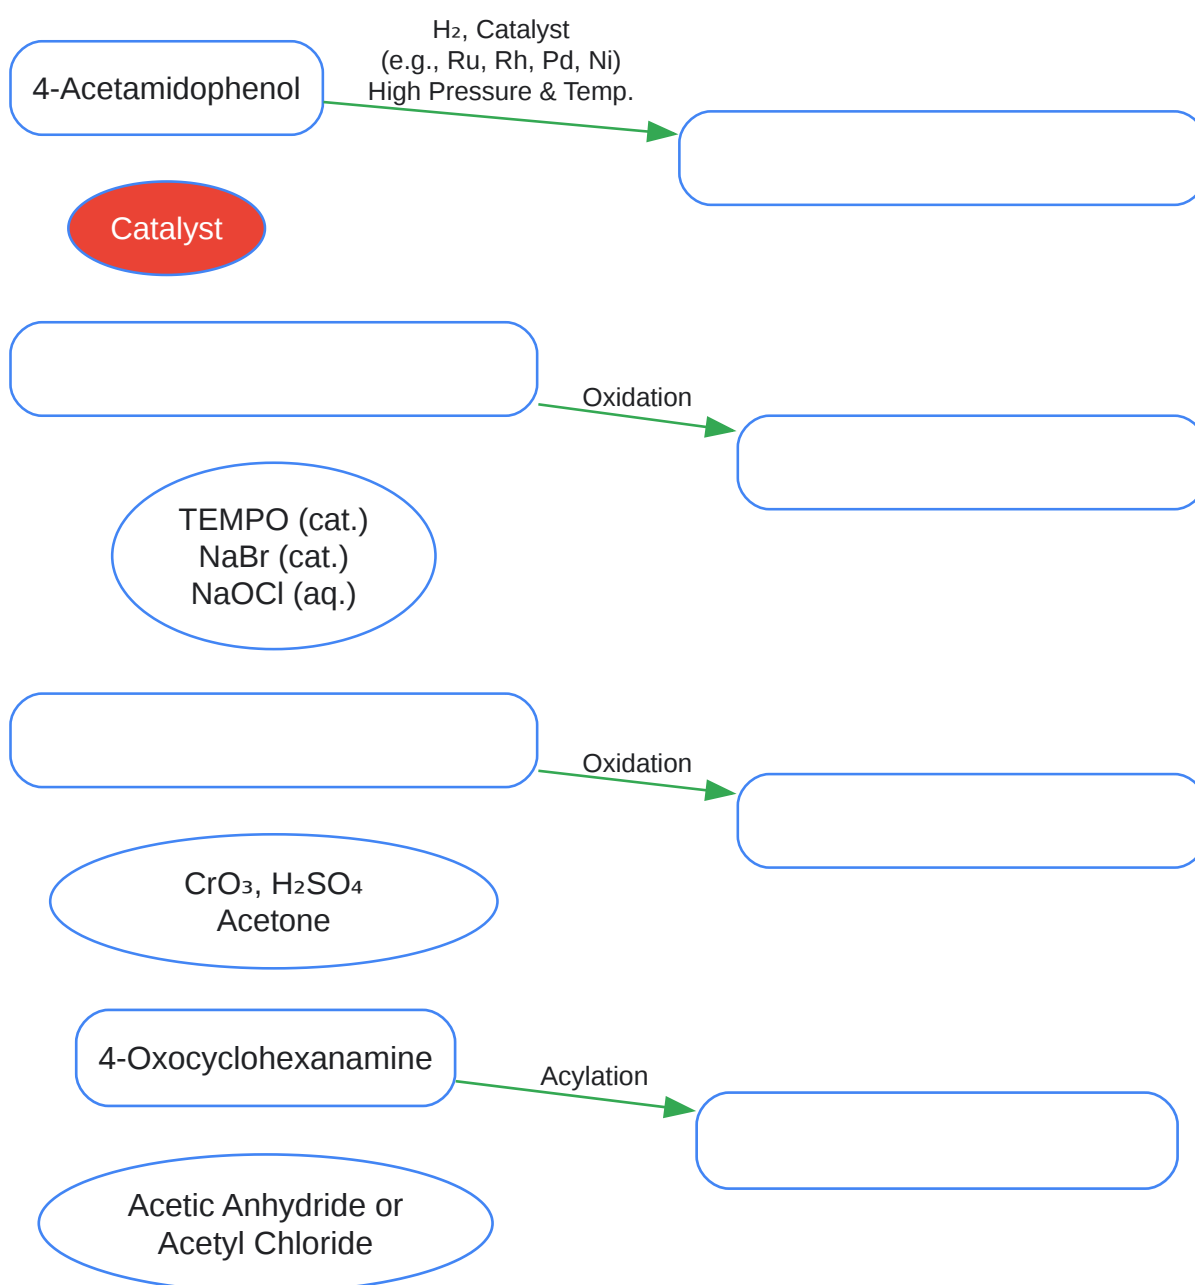 H₂, Catalyst
(e.g., Ru, Rh, Pd, Ni)
High Pressure & Temp.
4-Acetamidophenol
Catalyst
Oxidation
TEMPO (cat.)
NaBr (cat.)
NaOCl (aq.)
Oxidation
CrO₃, H₂SO₄
Acetone
4-Oxocyclohexanamine
Acylation
Acetic Anhydride or
Acetyl Chloride